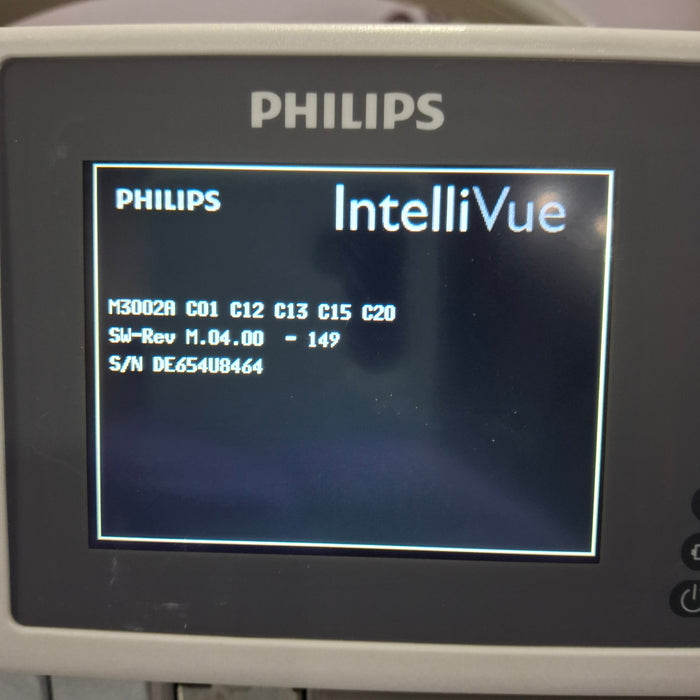 PHILIPS
PHILIPS IntelliVue
M3002A C01 C12 C13 C15 C20
SW-Rev M.04.00 - 149
S/N DE654U8464